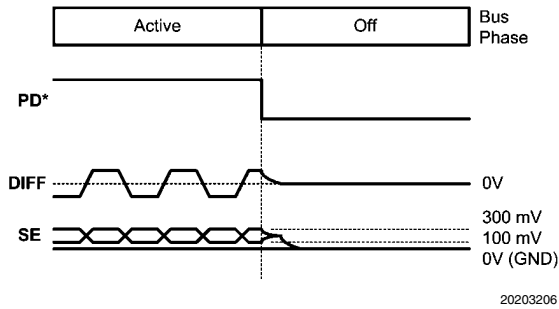 Active
Off
Bus
Phase
PD*
DIFF
0V
SE
300 mV
100 mV
0V (GND)
20203206